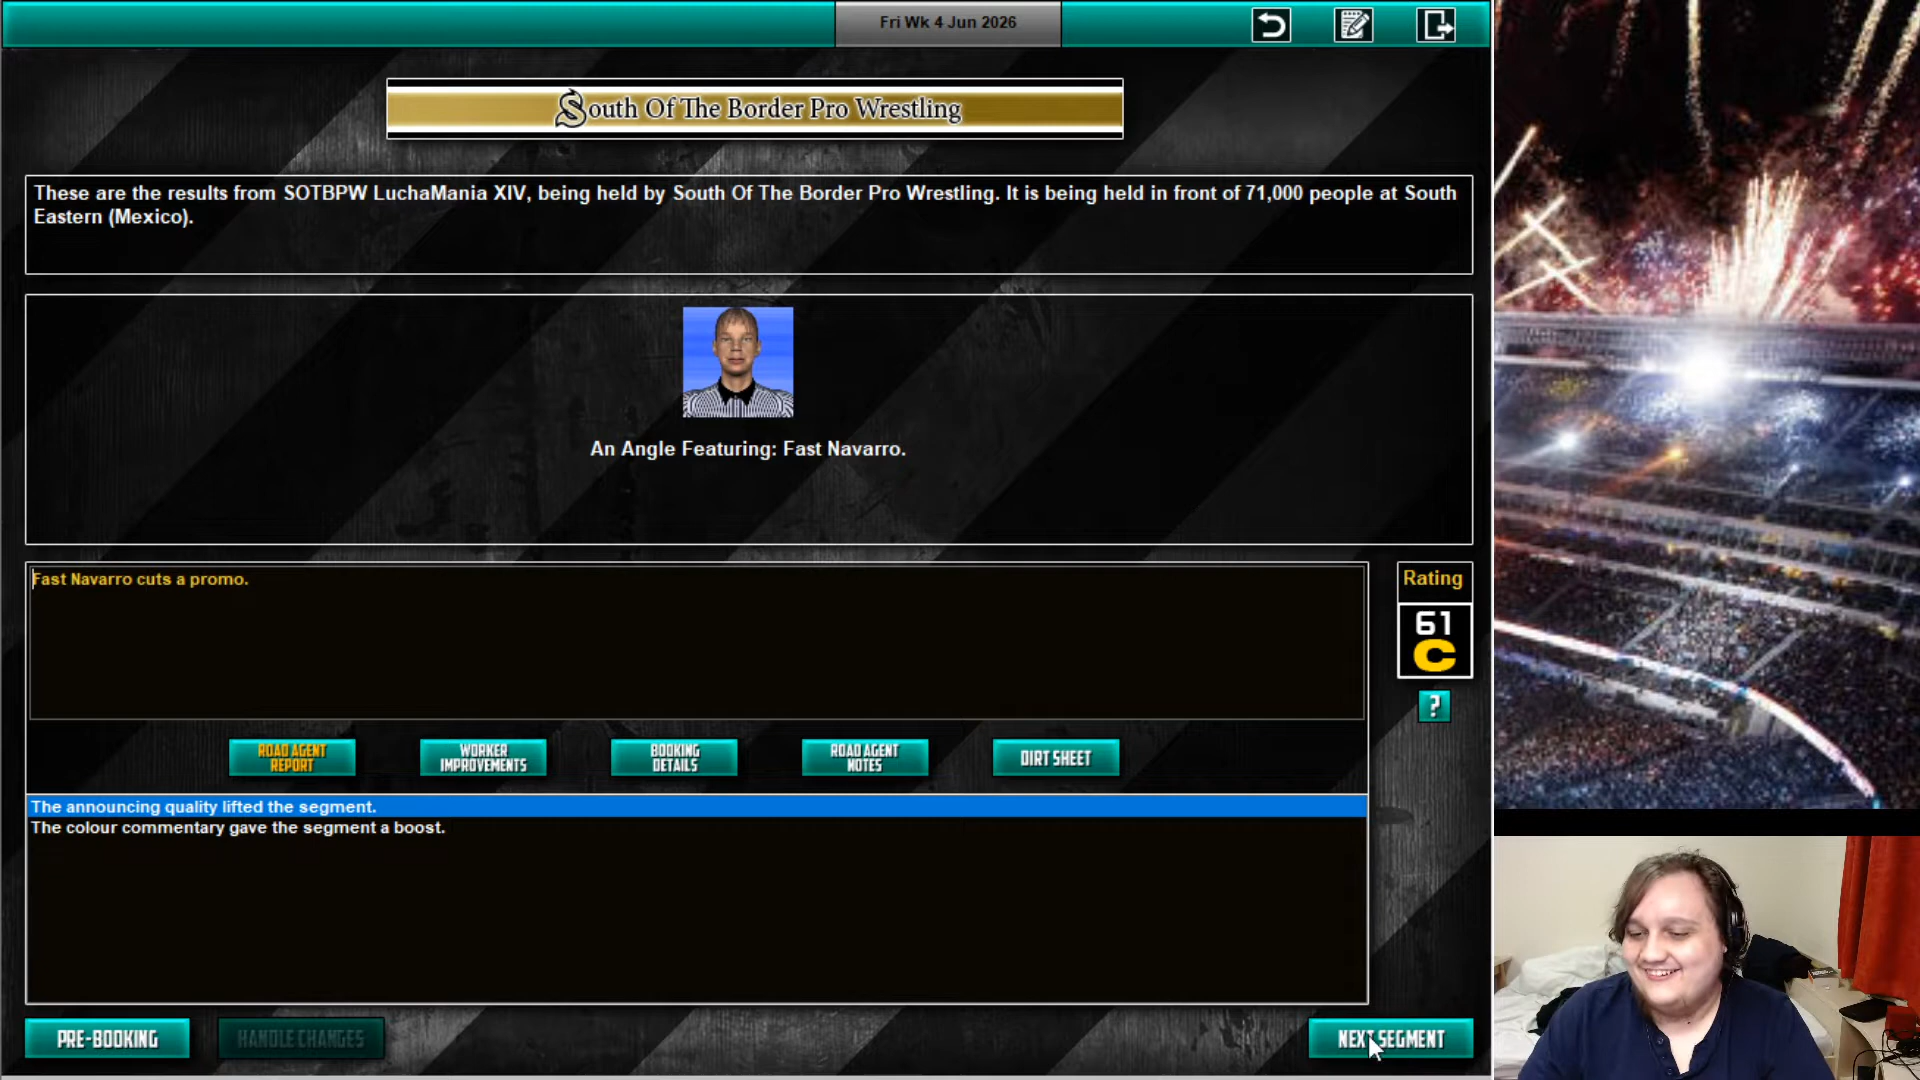 Fri Wk 4 Jun 2026
South Of The Border Pro Wrestling
These are the results from SOTBPW LuchaMania XIV, being held by South Of The Border Pro Wrestling. It is being held in front of 71,000 people at South
Eastern (Mexico).
An Angle Featuring: Fast Navarro.
Fast Navarro cuts a promo.
Rating
61
C
?
ROAD AGENT
REPORT
WORKER
IMPROVEMENTS
BOOKING
DETAILS
ROAD AGENT
NOTES
DIRT SHEET
The announcing quality lifted the segment.
The colour commentary gave the segment a boost.
PRE-BOOKING
HANDLE CHANGES
NEXT SEGMENT